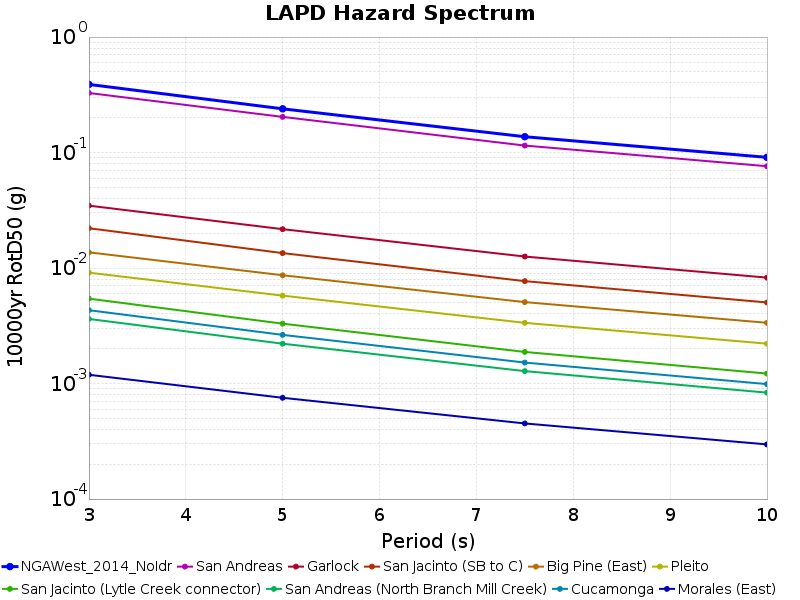 LAPD Hazard Spectrum
10^0
10^-1
10^-2
10^-3
10^-4
10000yr RotD50 (g)
3 4 5 6 7 8 9 10
Period (s)
NGAWest_2014_NoIdr San Andreas Garlock San Jacinto (SB to C) Big Pine (East) Pleito
San Jacinto (Lytle Creek connector) San Andreas (North Branch Mill Creek) Cucamonga Morales (East)